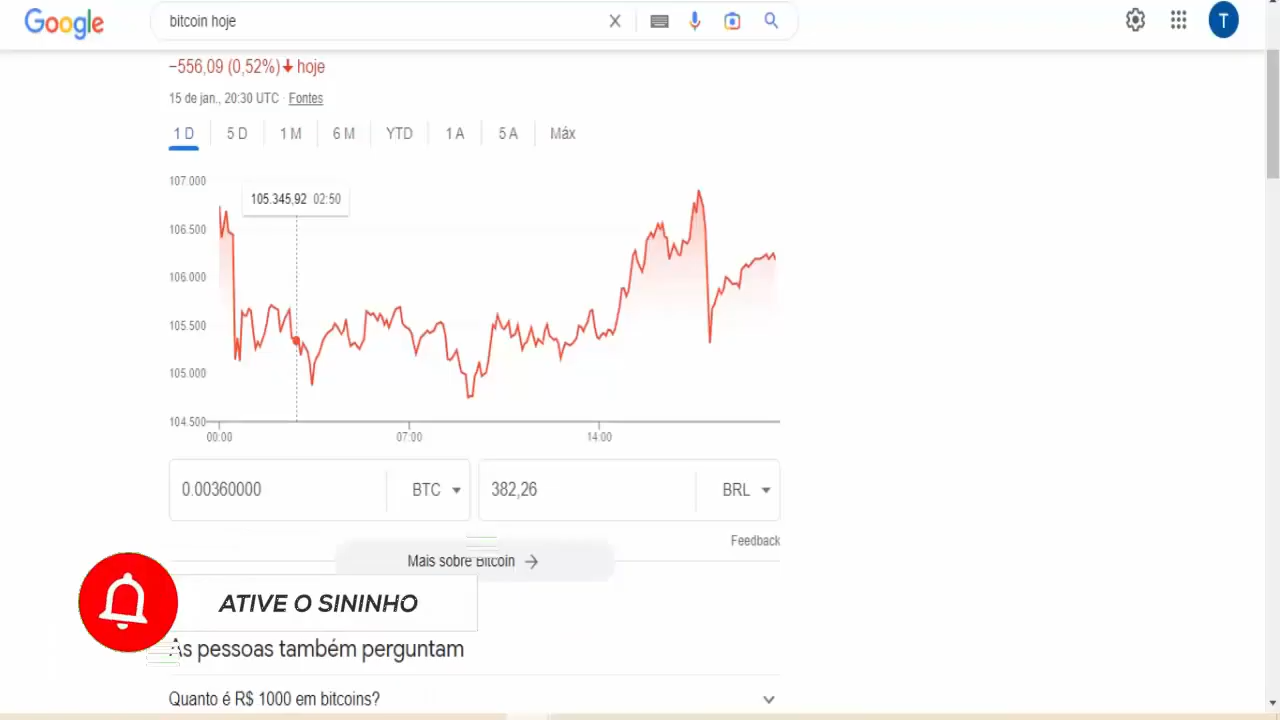 Google
bitcoin hoje
T
−556,09 (0,52%) hoje
15 de jan., 20:30 UTC · Fontes
1 D 5 D 1 M 6 M YTD 1 A 5 A Máx
107.000
105.345,92 02:50
106.500
106.000
105.500
105.000
104.500
00:00 07:00 14:00
0.00360000 BTC 382,26 BRL
Feedback
Mais sobre Bitcoin
ATIVE O SININHO
As pessoas também perguntam
Quanto é R$ 1000 em bitcoins?